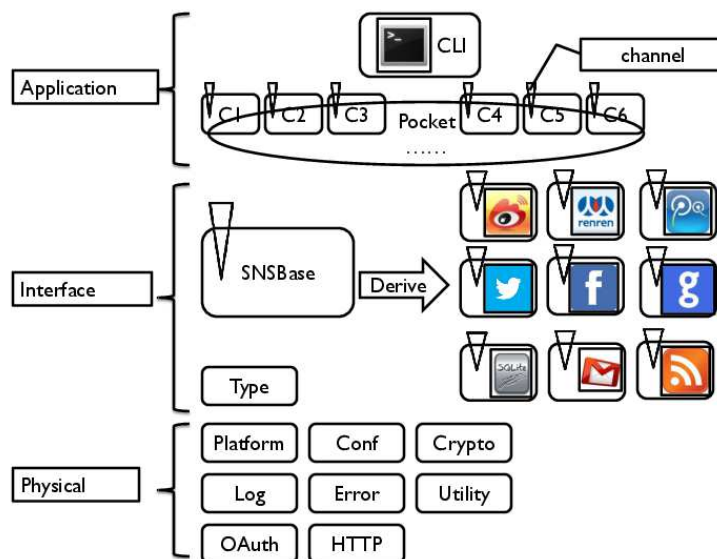 >_
CLI
channel
Application
C1 C2 C3 Pocket C4 C5 C6
......
renren
SNSBase
Derive
Interface
f
g
SQLite
Type
Platform Conf Crypto
Physical
Log Error Utility
OAuth HTTP